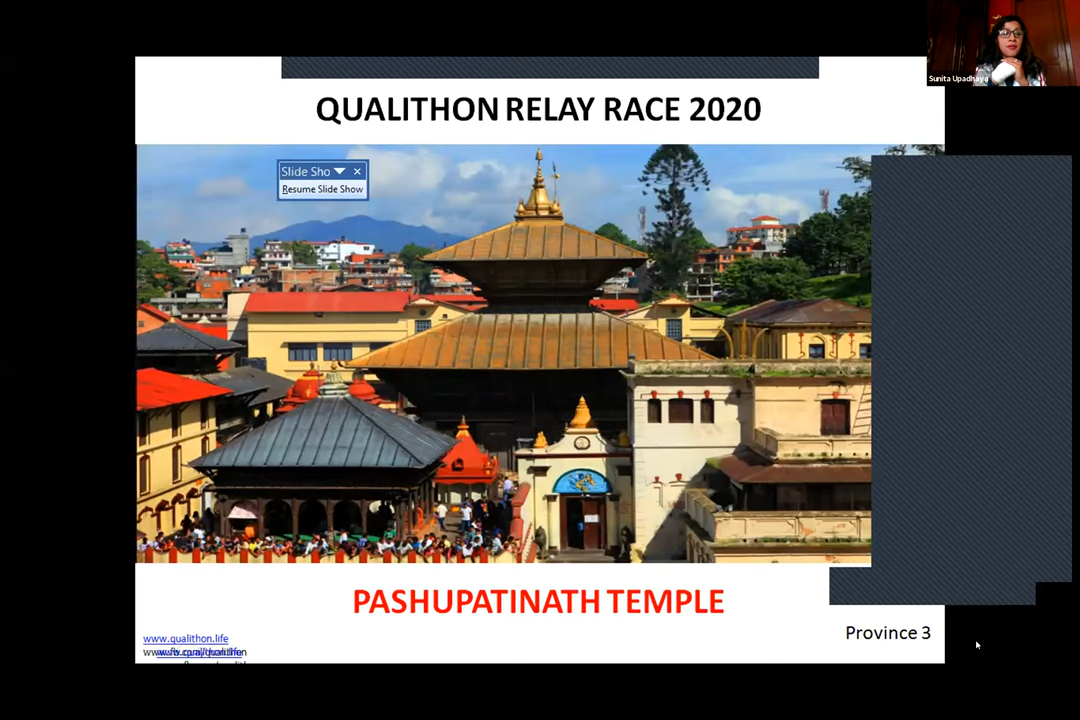 Sunita Upadhaya
QUALITHON RELAY RACE 2020
Slide Sho
Resume Slide Show
PASHUPATINATH TEMPLE
Province 3
www.qualithon.life